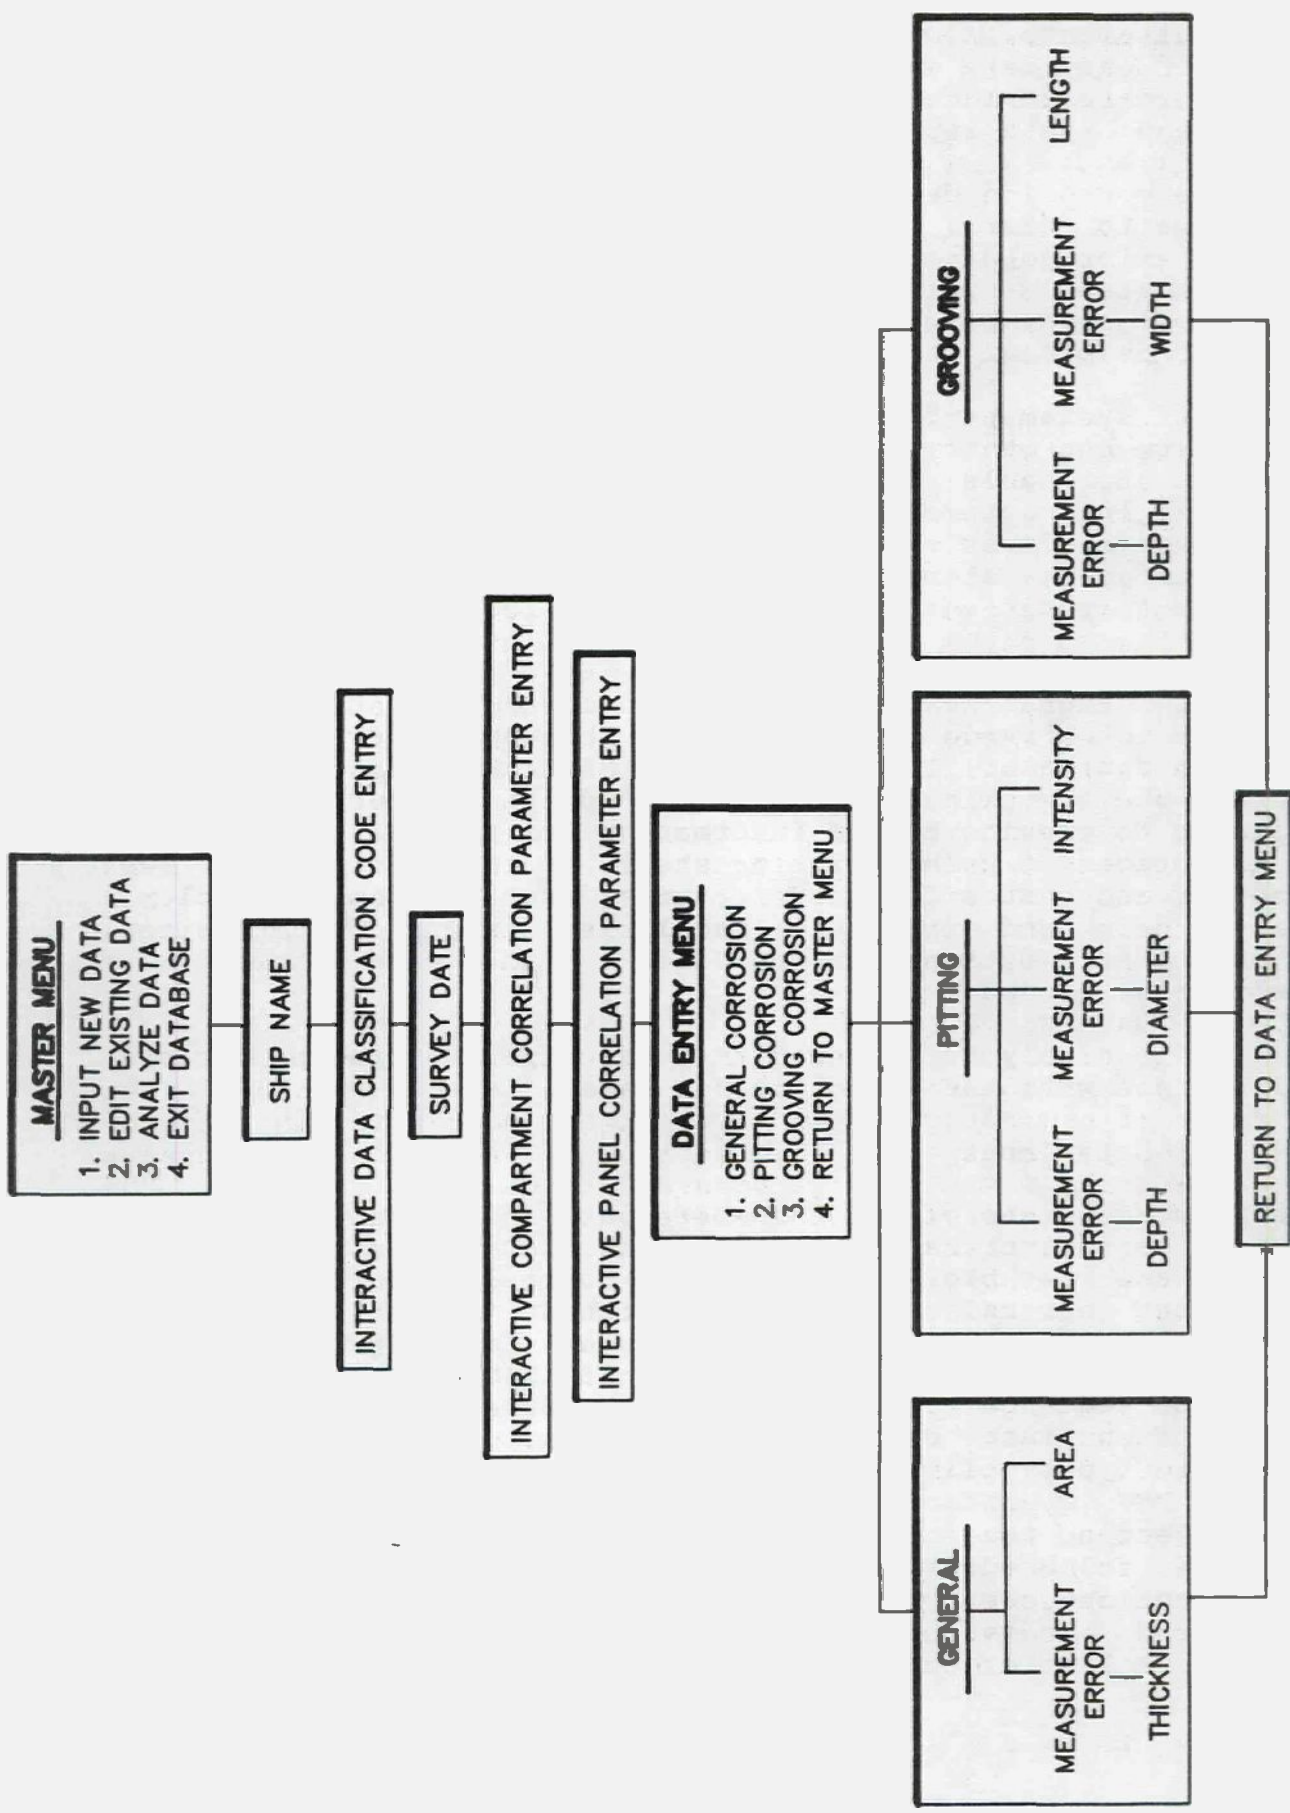 MASTER MENU
1. INPUT NEW DATA
2. EDIT EXISTING DATA
3. ANALYZE DATA
4. EXIT DATABASE
SHIP NAME
INTERACTIVE DATA CLASSIFICATION CODE ENTRY
SURVEY DATE
INTERACTIVE COMPARTMENT CORRELATION PARAMETER ENTRY
INTERACTIVE PANEL CORRELATION PARAMETER ENTRY
DATA ENTRY MENU
1. GENERAL CORROSION
2. PITTING CORROSION
3. GROOVING CORROSION
4. RETURN TO MASTER MENU
GENERAL
MEASUREMENT
ERROR
AREA
THICKNESS
PITTING
MEASUREMENT
ERROR
MEASUREMENT
ERROR
INTENSITY
DEPTH
DIAMETER
GROOVING
MEASUREMENT
ERROR
MEASUREMENT
ERROR
LENGTH
DEPTH
WIDTH
RETURN TO DATA ENTRY MENU